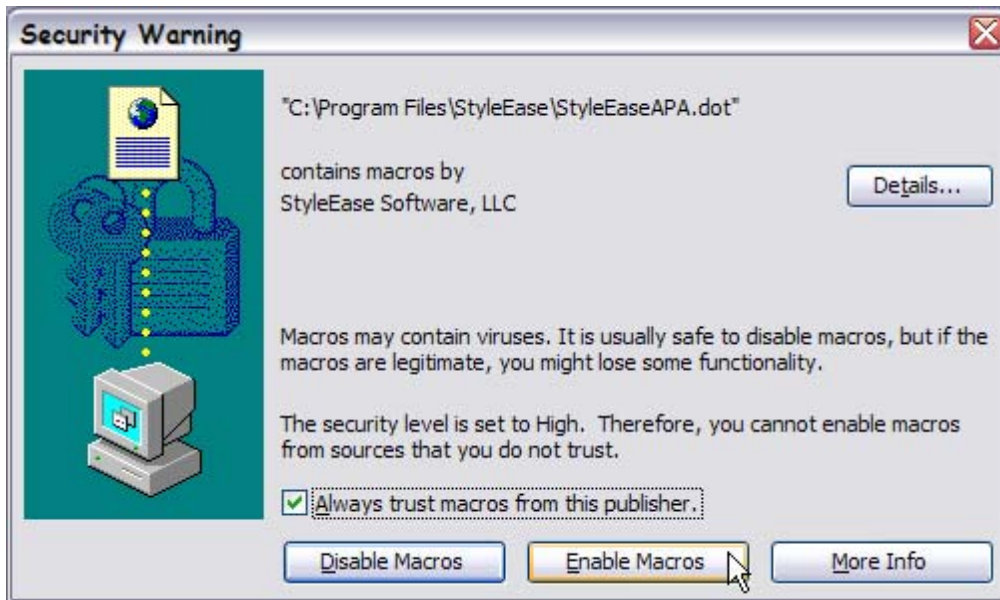 Security Warning
"C:\Program Files\StyleEase\StyleEaseAPA.dot"
contains macros by
StyleEase Software, LLC
Details...
Macros may contain viruses. It is usually safe to disable macros, but if the
macros are legitimate, you might lose some functionality.
The security level is set to High.  Therefore, you cannot enable macros
from sources that you do not trust.
Always trust macros from this publisher.
Disable Macros
Enable Macros
More Info